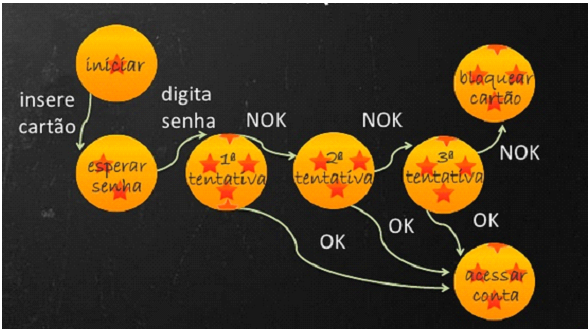 iniciar
insere
cartão
esperar
senha
digita
senha
1ª
tentativa
NOK
2ª
tentativa
NOK
3ª
tentativa
NOK
bloquear
cartão
OK
OK
OK
acessar
conta